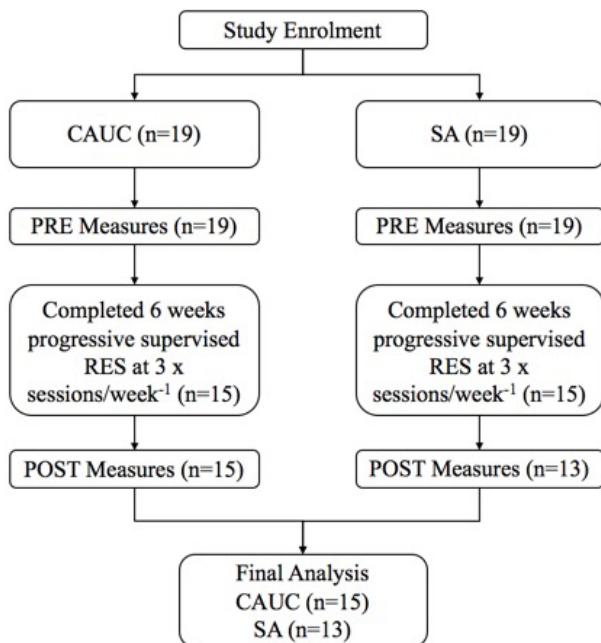 Study Enrolment
CAUC (n=19)
SA (n=19)
PRE Measures (n=19)
PRE Measures (n=19)
Completed 6 weeks
progressive supervised
RES at 3 x
sessions/week⁻¹ (n=15)
Completed 6 weeks
progressive supervised
RES at 3 x
sessions/week⁻¹ (n=15)
POST Measures (n=15)
POST Measures (n=13)
Final Analysis
CAUC (n=15)
SA (n=13)